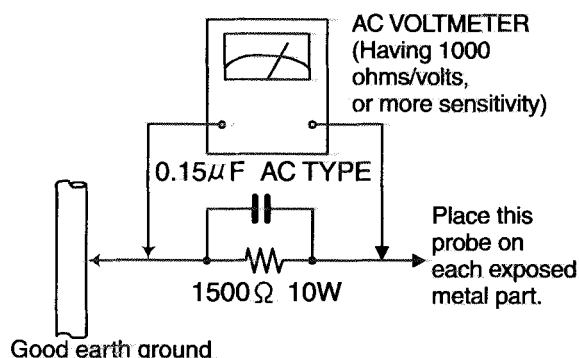 AC VOLTMETER
(Having 1000
ohms/volts,
or more sensitivity)
0.15μF AC TYPE
Place this
probe on
each exposed
metal part.
1500Ω 10W
Good earth ground